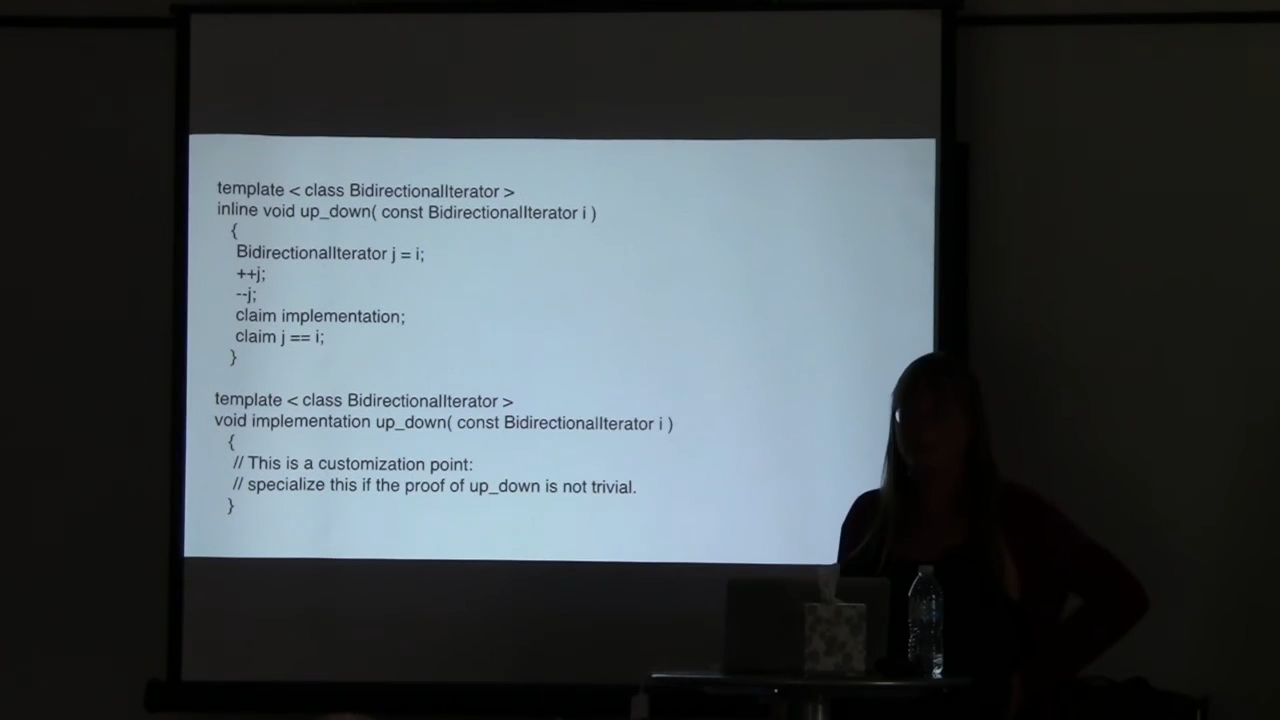 template < class BidirectionalIterator >
inline void up_down( const BidirectionalIterator i )
{
BidirectionalIterator j = i;
++j;
--j;
claim implementation;
claim j == i;
}
template < class BidirectionalIterator >
void implementation up_down( const BidirectionalIterator i )
{
// This is a customization point:
// specialize this if the proof of up_down is not trivial.
}